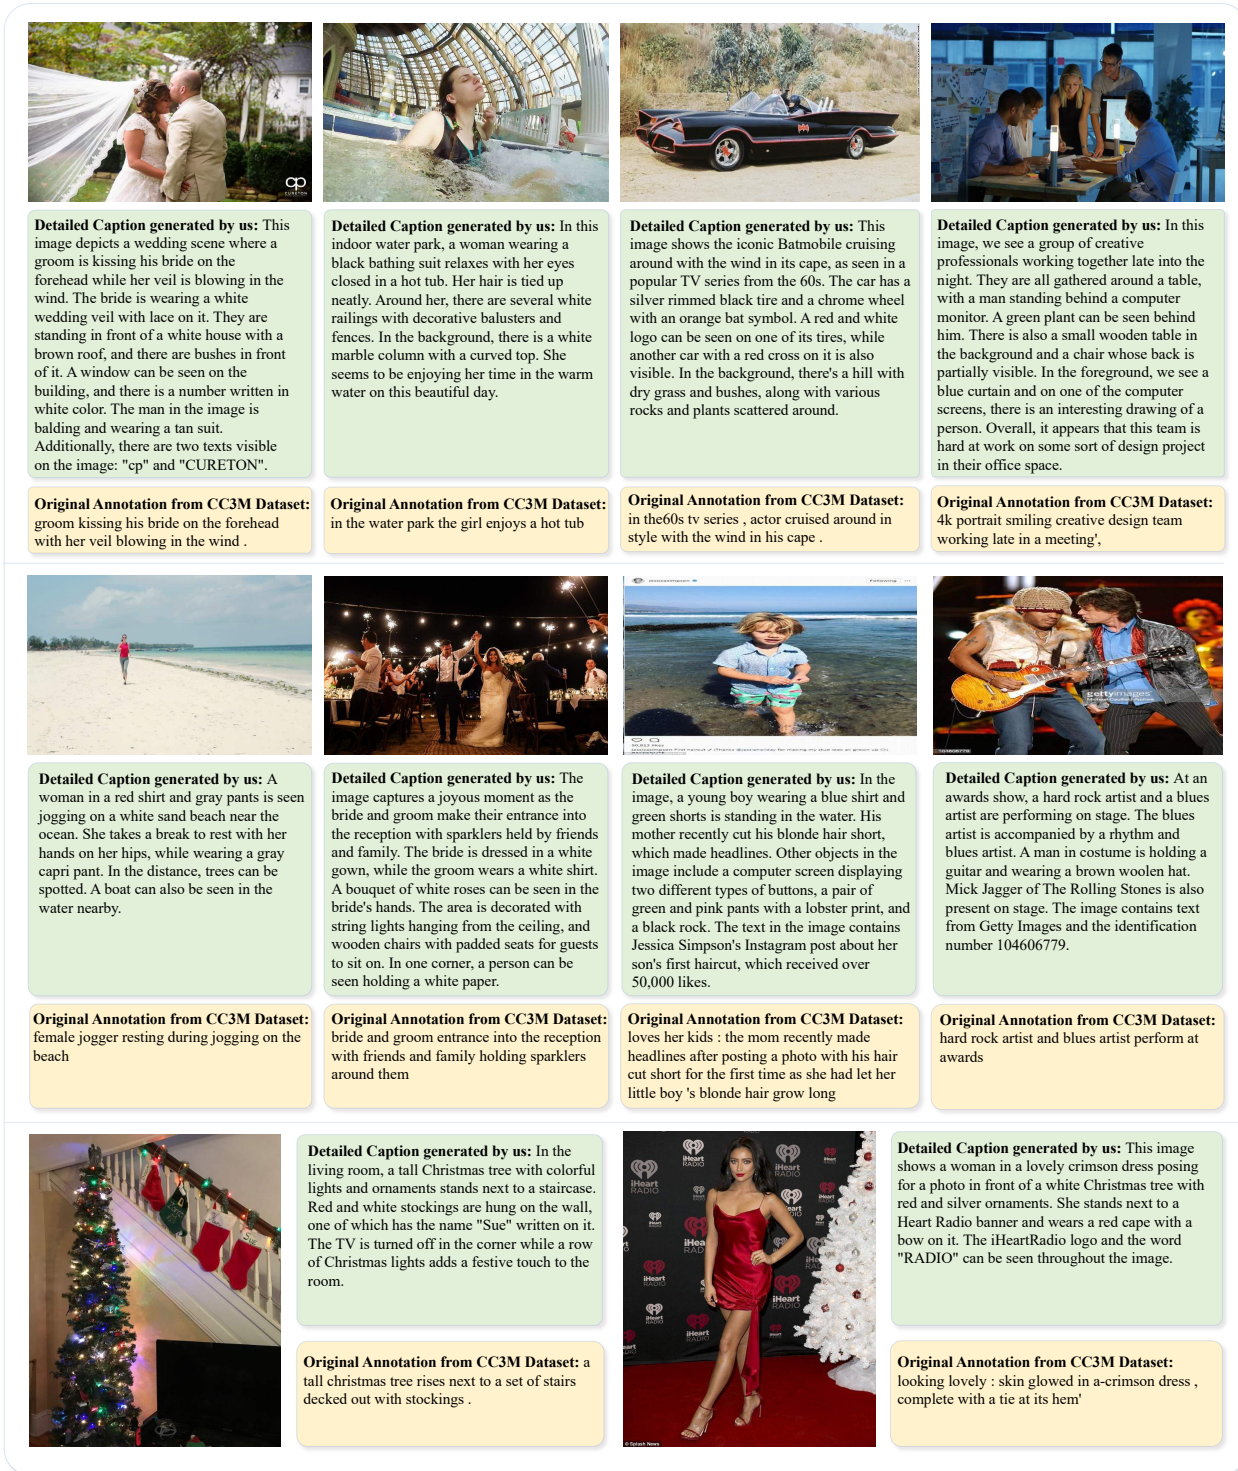 cp
CURETON
Detailed Caption generated by us: This
image depicts a wedding scene where a
groom is kissing his bride on the
forehead while her veil is blowing in the
wind. The bride is wearing a white
wedding veil with lace on it. They are
standing in front of a white house with a
brown roof, and there are bushes in front
of it. A window can be seen on the
building, and there is a number written in
white color. The man in the image is
balding and wearing a tan suit.
Additionally, there are two texts visible
on the image: "cp" and "CURETON".
Detailed Caption generated by us: In this
indoor water park, a woman wearing a
black bathing suit relaxes with her eyes
closed in a hot tub. Her hair is tied up
neatly. Around her, there are several white
railings with decorative balusters and
fences. In the background, there is a white
marble column with a curved top. She
seems to be enjoying her time in the warm
water on this beautiful day.
Detailed Caption generated by us: This
image shows the iconic Batmobile cruising
around with the wind in its cape, as seen in a
popular TV series from the 60s. The car has a
silver rimmed black tire and a chrome wheel
with an orange bat symbol. A red and white
logo can be seen on one of its tires, while
another car with a red cross on it is also
visible. In the background, there's a hill with
dry grass and bushes, along with various
rocks and plants scattered around.
Detailed Caption generated by us: In this
image, we see a group of creative
professionals working together late into the
night. They are all gathered around a table,
with a man standing behind a computer
monitor. A green plant can be seen behind
him. There is also a small wooden table in
the background and a chair whose back is
partially visible. In the foreground, we see a
blue curtain and on one of the computer
screens, there is an interesting drawing of a
person. Overall, it appears that this team is
hard at work on some sort of design project
in their office space.
Original Annotation from CC3M Dataset:
groom kissing his bride on the forehead
with her veil blowing in the wind .
Original Annotation from CC3M Dataset:
in the water park the girl enjoys a hot tub
Original Annotation from CC3M Dataset:
in the60s tv series , actor cruised around in
style with the wind in his cape .
Original Annotation from CC3M Dataset:
4k portrait smiling creative design team
working late in a meeting',
Following
gettyimages
104606779
Detailed Caption generated by us: A
woman in a red shirt and gray pants is seen
jogging on a white sand beach near the
ocean. She takes a break to rest with her
hands on her hips, while wearing a gray
capri pant. In the distance, trees can be
spotted. A boat can also be seen in the
water nearby.
Detailed Caption generated by us: The
image captures a joyous moment as the
bride and groom make their entrance into
the reception with sparklers held by friends
and family. The bride is dressed in a white
gown, while the groom wears a white shirt.
A bouquet of white roses can be seen in the
bride's hands. The area is decorated with
string lights hanging from the ceiling, and
wooden chairs with padded seats for guests
to sit on. In one corner, a person can be
seen holding a white paper.
Detailed Caption generated by us: In the
image, a young boy wearing a blue shirt and
green shorts is standing in the water. His
mother recently cut his blonde hair short,
which made headlines. Other objects in the
image include a computer screen displaying
two different types of buttons, a pair of
green and pink pants with a lobster print, and
a black rock. The text in the image contains
Jessica Simpson's Instagram post about her
son's first haircut, which received over
50,000 likes.
Detailed Caption generated by us: At an
awards show, a hard rock artist and a blues
artist are performing on stage. The blues
artist is accompanied by a rhythm and
blues artist. A man in costume is holding a
guitar and wearing a brown woolen hat.
Mick Jagger of The Rolling Stones is also
present on stage. The image contains text
from Getty Images and the identification
number 104606779.
Original Annotation from CC3M Dataset:
female jogger resting during jogging on the
beach
Original Annotation from CC3M Dataset:
bride and groom entrance into the reception
with friends and family holding sparklers
around them
Original Annotation from CC3M Dataset:
loves her kids : the mom recently made
headlines after posting a photo with his hair
cut short for the first time as she had let her
little boy 's blonde hair grow long
Original Annotation from CC3M Dataset:
hard rock artist and blues artist perform at
awards
Sue
Detailed Caption generated by us: In the
living room, a tall Christmas tree with colorful
lights and ornaments stands next to a staircase.
Red and white stockings are hung on the wall,
one of which has the name "Sue" written on it.
The TV is turned off in the corner while a row
of Christmas lights adds a festive touch to the
room.
Original Annotation from CC3M Dataset: a
tall christmas tree rises next to a set of stairs
decked out with stockings .
iHeart
RADIO
iHeart
RADIO
iHeart
RADIO
iHeart
RADIO
iHeart
RADIO
© Splash News
Detailed Caption generated by us: This image
shows a woman in a lovely crimson dress posing
for a photo in front of a white Christmas tree with
red and silver ornaments. She stands next to a
Heart Radio banner and wears a red cape with a
bow on it. The iHeartRadio logo and the word
"RADIO" can be seen throughout the image.
Original Annotation from CC3M Dataset:
looking lovely : skin glowed in a-crimson dress ,
complete with a tie at its hem'